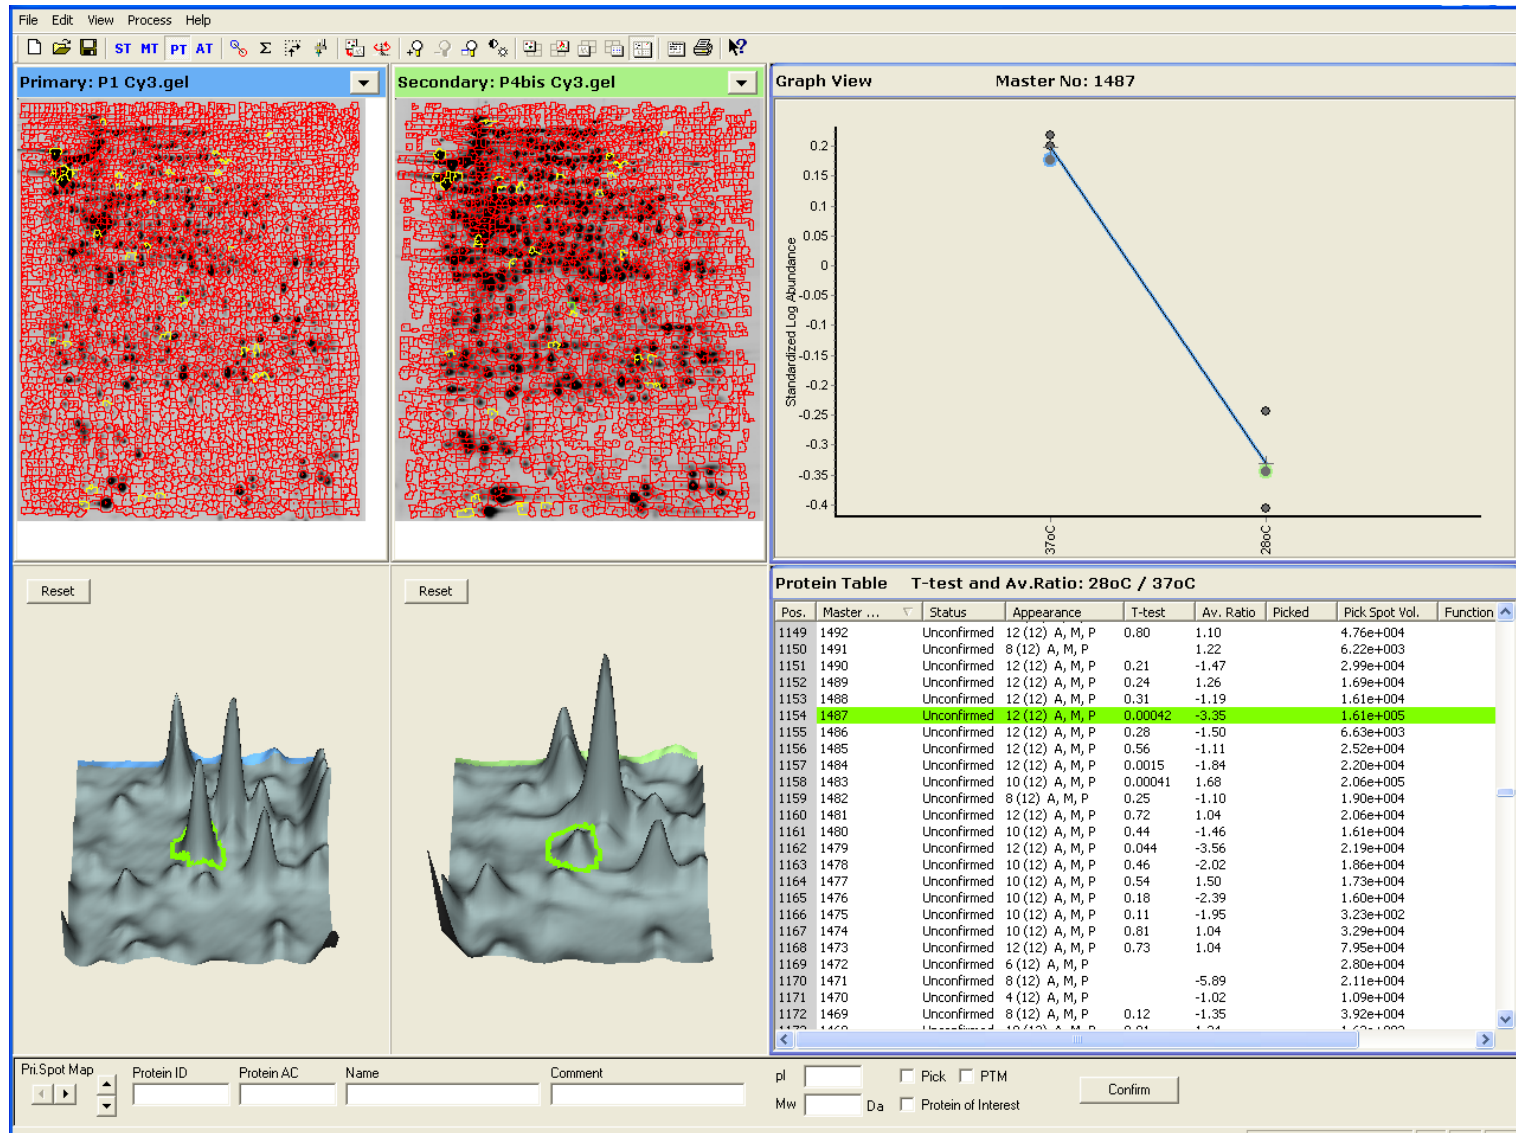 File Edit View Process Help
ST MT PT AT Σ
Primary: P1 Cy3.gel
Secondary: P4bis Cy3.gel
Graph View Master No: 1487
0.2
0.15
0.1
0.05
0
-0.05
-0.1
-0.15
-0.2
-0.25
-0.3
-0.35
-0.4
Standardized Log Abundance
37oC
28oC
Reset
Reset
Protein Table T-test and Av.Ratio: 28oC / 37oC
Pos. Master ... Status Appearance T-test Av. Ratio Picked Pick Spot Vol. Function
1149 1492 Unconfirmed 12 (12) A, M, P 0.80 1.10 4.76e+004
1150 1491 Unconfirmed 8 (12) A, M, P 1.22 6.22e+003
1151 1490 Unconfirmed 12 (12) A, M, P 0.21 -1.47 2.99e+004
1152 1489 Unconfirmed 12 (12) A, M, P 0.24 1.26 1.69e+004
1153 1488 Unconfirmed 12 (12) A, M, P 0.31 -1.19 1.61e+004
1154 1487 Unconfirmed 12 (12) A, M, P 0.00042 -3.35 1.61e+005
1155 1486 Unconfirmed 12 (12) A, M, P 0.28 -1.50 6.63e+003
1156 1485 Unconfirmed 12 (12) A, M, P 0.56 -1.11 2.52e+004
1157 1484 Unconfirmed 12 (12) A, M, P 0.0015 -1.84 2.20e+004
1158 1483 Unconfirmed 10 (12) A, M, P 0.00041 1.68 2.06e+005
1159 1482 Unconfirmed 8 (12) A, M, P 0.25 -1.10 1.90e+004
1160 1481 Unconfirmed 12 (12) A, M, P 0.72 1.04 2.06e+004
1161 1480 Unconfirmed 10 (12) A, M, P 0.44 -1.46 1.61e+004
1162 1479 Unconfirmed 12 (12) A, M, P 0.044 -3.56 2.19e+004
1163 1478 Unconfirmed 10 (12) A, M, P 0.46 -2.02 1.86e+004
1164 1477 Unconfirmed 10 (12) A, M, P 0.54 1.50 1.73e+004
1165 1476 Unconfirmed 10 (12) A, M, P 0.18 -2.39 1.60e+004
1166 1475 Unconfirmed 10 (12) A, M, P 0.11 -1.95 3.23e+002
1167 1474 Unconfirmed 10 (12) A, M, P 0.81 1.04 3.29e+004
1168 1473 Unconfirmed 12 (12) A, M, P 0.73 1.04 7.95e+004
1169 1472 Unconfirmed 6 (12) A, M, P 2.80e+004
1170 1471 Unconfirmed 8 (12) A, M, P -5.89 2.11e+004
1171 1470 Unconfirmed 4 (12) A, M, P -1.02 1.09e+004
1172 1469 Unconfirmed 8 (12) A, M, P 0.12 -1.35 3.92e+004
Pri.Spot Map Protein ID Protein AC Name Comment
pI Pick PTM
Confirm
Mw Da Protein of Interest